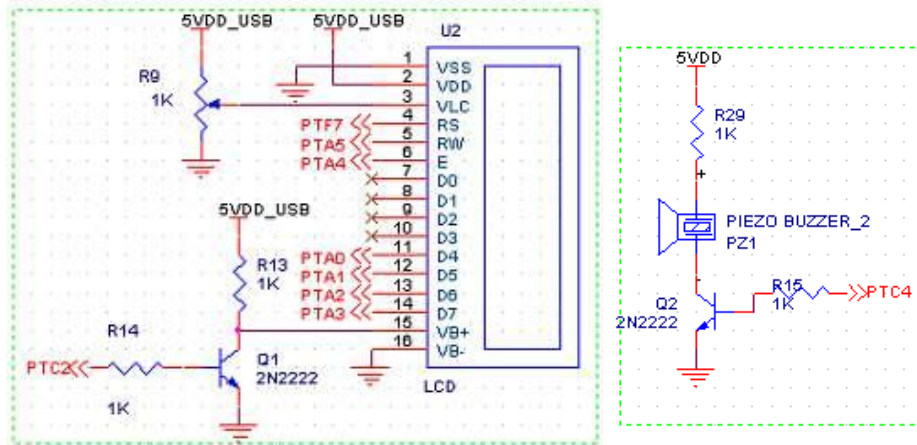 5VDD_USB
5VDD_USB
U2
R9
1K
1
VSS
2
VDD
3
VLC
PTF7
4
RS
PTA5
5
RW
PTA4
6
E
7
D0
8
D1
9
D2
10
D3
PTA0
11
D4
PTA1
12
D5
PTA2
13
D6
PTA3
14
D7
15
VB+
16
VB-
LCD
5VDD_USB
R13
1K
R14
1K
PTC2
Q1
2N2222
5VDD
R29
1K
+
PIEZO BUZZER_2
PZ1
-
R15
1K
PTC4
Q2
2N2222